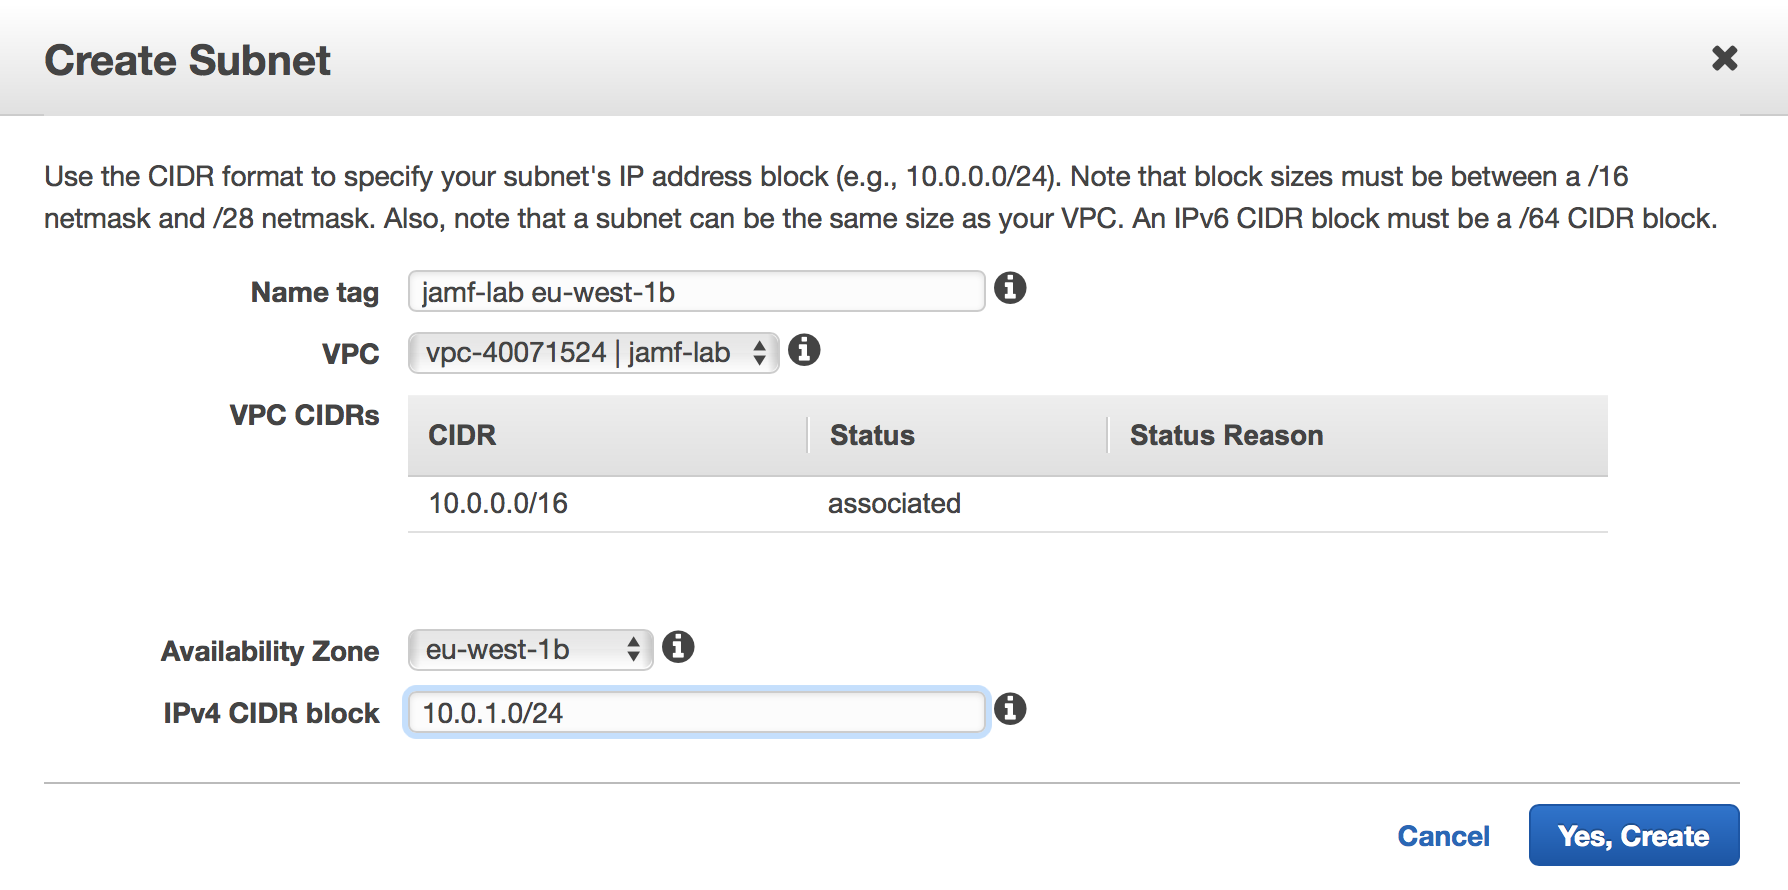 Create Subnet
Use the CIDR format to specify your subnet's IP address block (e.g., 10.0.0.0/24). Note that block sizes must be between a /16
netmask and /28 netmask. Also, note that a subnet can be the same size as your VPC. An IPv6 CIDR block must be a /64 CIDR block.
Name tag jamf-lab eu-west-1b
VPC vpc-40071524 | jamf-lab
VPC CIDRs
CIDR Status Status Reason
10.0.0.0/16 associated
Availability Zone eu-west-1b
IPv4 CIDR block 10.0.1.0/24
Cancel Yes, Create